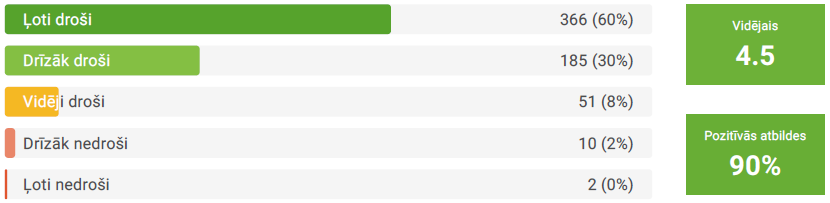 Ļoti droši 366 (60%)
Drīzāk droši 185 (30%)
Vidēji droši 51 (8%)
Drīzāk nedroši 10 (2%)
Ļoti nedroši 2 (0%)
Vidējais
4.5
Pozitīvās atbildes
90%